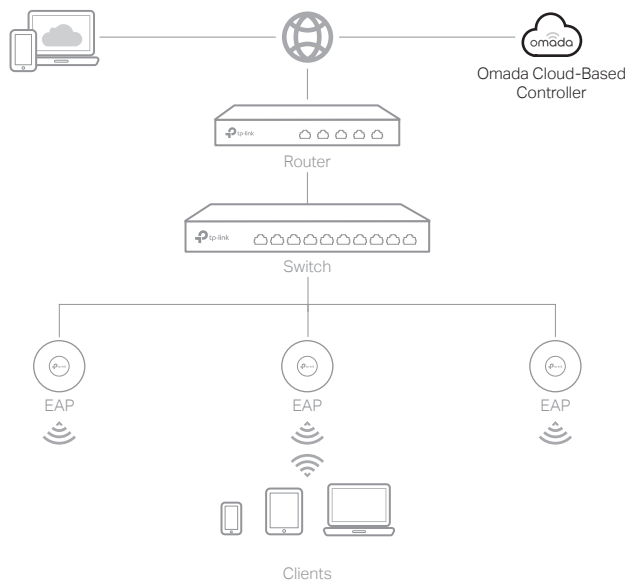 omada
Omada Cloud-Based
Controller
tp-link
Router
tp-link
Switch
EAP
EAP
EAP
Clients